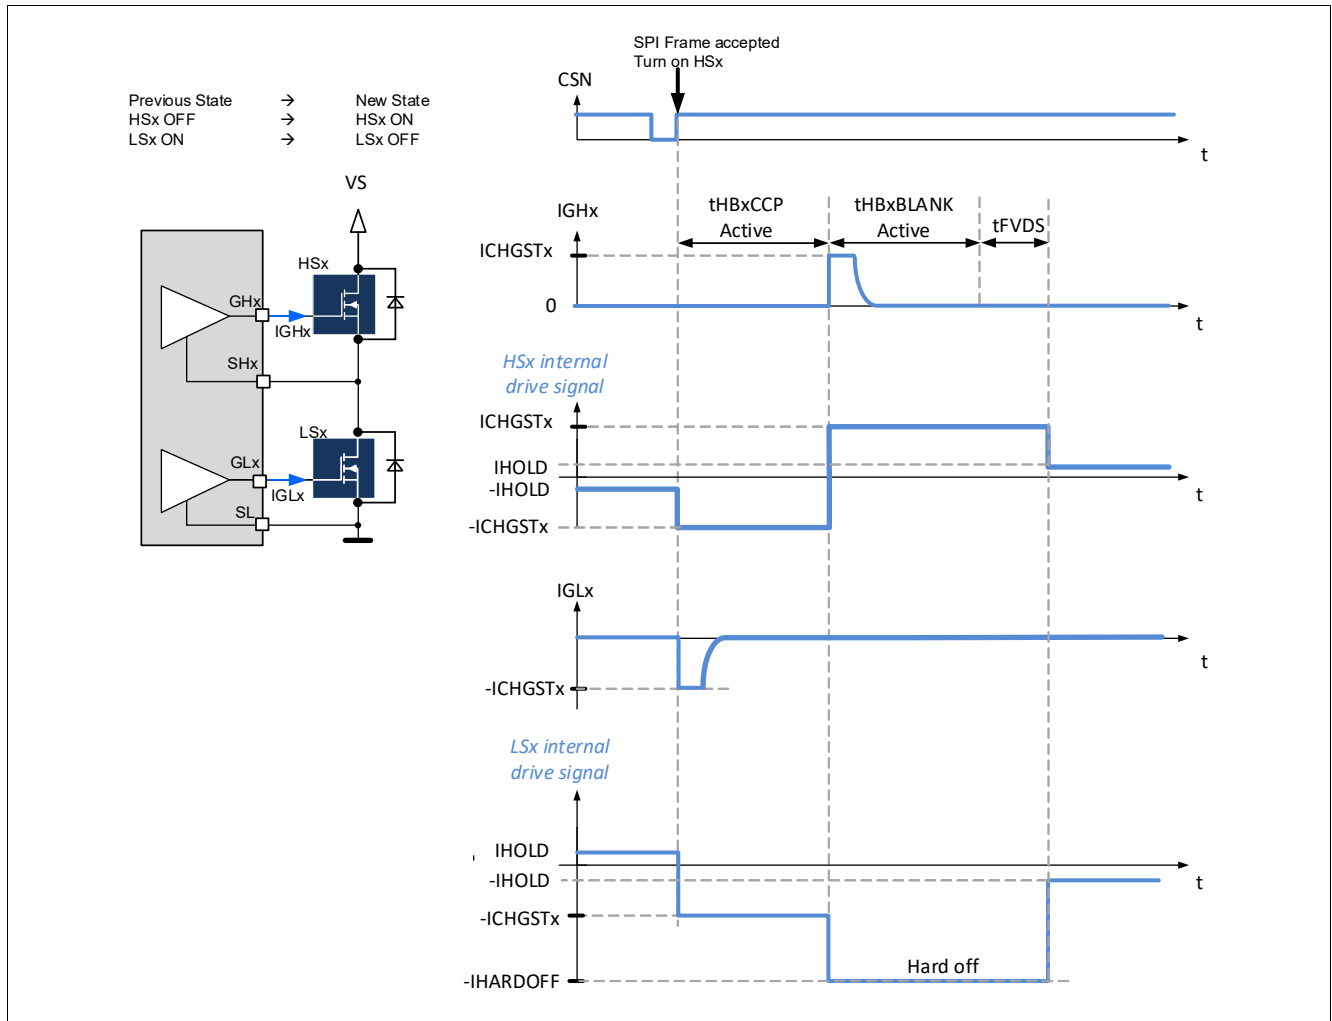 SPI Frame accepted
Turn on HSx
CSN
t
Previous State → New State
HSx OFF → HSx ON
LSx ON → LSx OFF
VS
HSx
GHx
IGHx
SHx
LSx
GLx
IGLx
SL
IGHx
tHBxCCP
Active
tHBxBLANK
Active
tFVDS
ICHGSTx
0
t
HSx internal
drive signal
ICHGSTx
IHOLD
-IHOLD
-ICHGSTx
IGLx
t
-ICHGSTx
LSx internal
drive signal
IHOLD
-IHOLD
t
-ICHGSTx
Hard off
-IHARDOFF